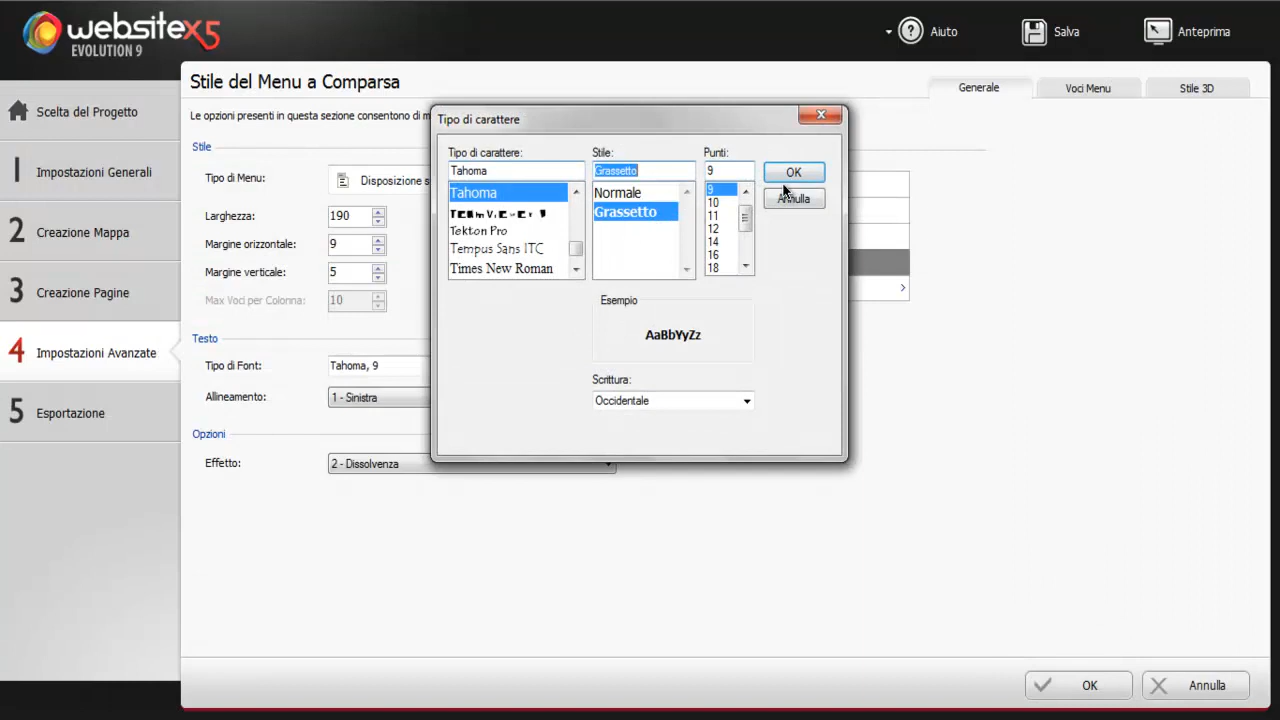 websitex5
EVOLUTION 9
Aiuto
Salva
Anteprima
Scelta del Progetto
1 Impostazioni Generali
2 Creazione Mappa
3 Creazione Pagine
4 Impostazioni Avanzate
5 Esportazione
Stile del Menu a Comparsa
Generale
Voci Menu
Stile 3D
Le opzioni presenti in questa sezione consentono di m
Stile
Tipo di Menu:
Disposizione s
Larghezza:
190
Margine orizzontale:
9
Margine verticale:
5
Max Voci per Colonna:
10
Testo
Tipo di Font:
Tahoma, 9
Allineamento:
1 - Sinistra
Opzioni
Effetto:
2 - Dissolvenza
Tipo di carattere
Tipo di carattere:
Tahoma
Tahoma
Tekton Pro
Tempus Sans ITC
Times New Roman
Stile:
Grassetto
Normale
Grassetto
Punti:
9
9
10
11
12
14
16
18
OK
Annulla
Esempio
AaBbYyZz
Scrittura:
Occidentale
OK
Annulla